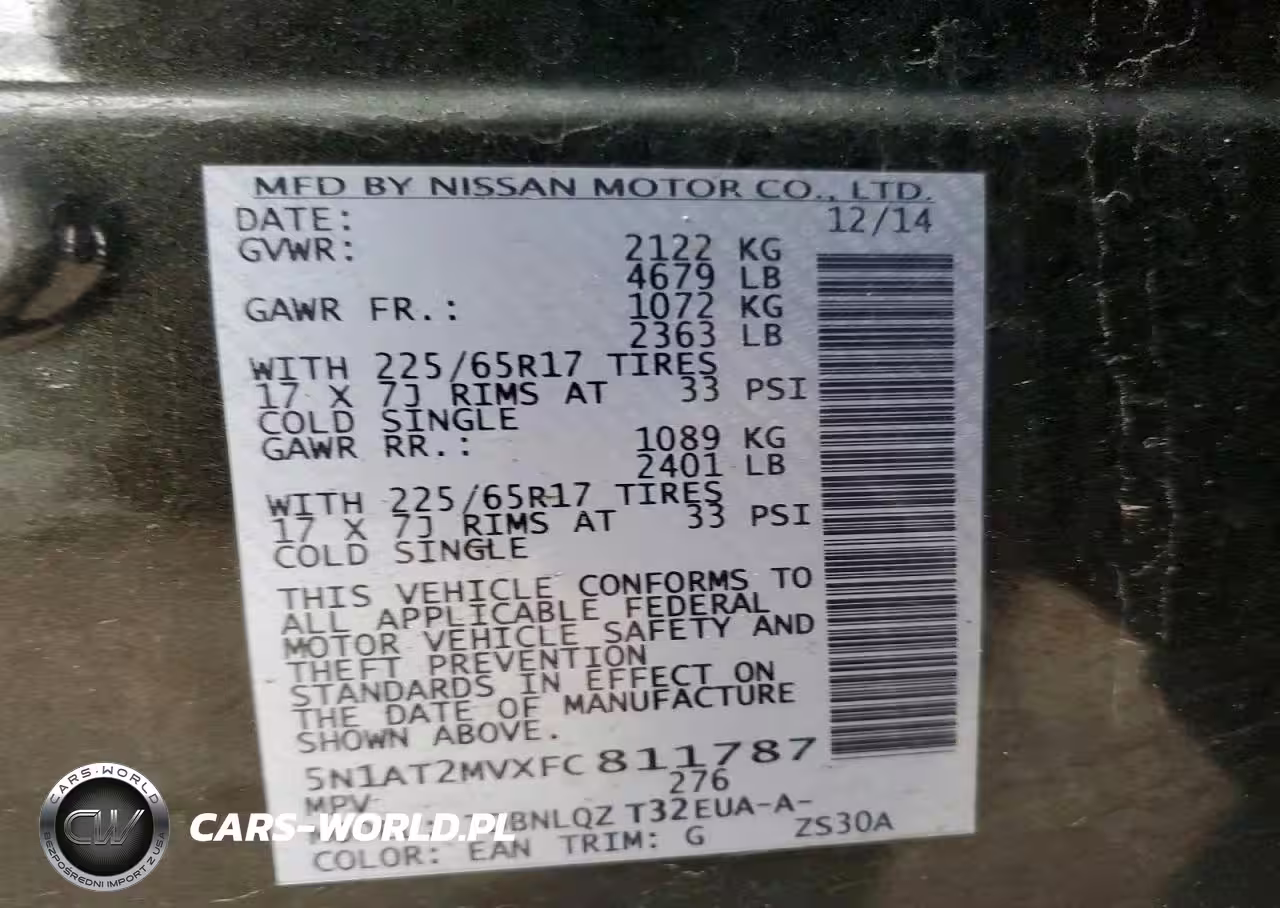 MFD BY NISSAN MOTOR CO., LTD.
DATE: 12/14
GVWR: 2122 KG
4679 LB
GAWR FR.: 1072 KG
2363 LB
WITH 225/65R17 TIRES
17 X 7J RIMS AT 33 PSI
COLD SINGLE
GAWR RR.: 1089 KG
2401 LB
WITH 225/65R17 TIRES
17 X 7J RIMS AT 33 PSI
COLD SINGLE
THIS VEHICLE CONFORMS TO
ALL APPLICABLE FEDERAL
MOTOR VEHICLE SAFETY AND
THEFT PREVENTION
STANDARDS IN EFFECT ON
THE DATE OF MANUFACTURE
SHOWN ABOVE.
5N1AT2MVXFC 811787
276
MPV
BNLQZ T32EUA-A-
COLOR: EAN TRIM: G ZS30A
CARS-WORLD
CW
BEZPOŚREDNI IMPORT Z USA
CARS-WORLD.PL